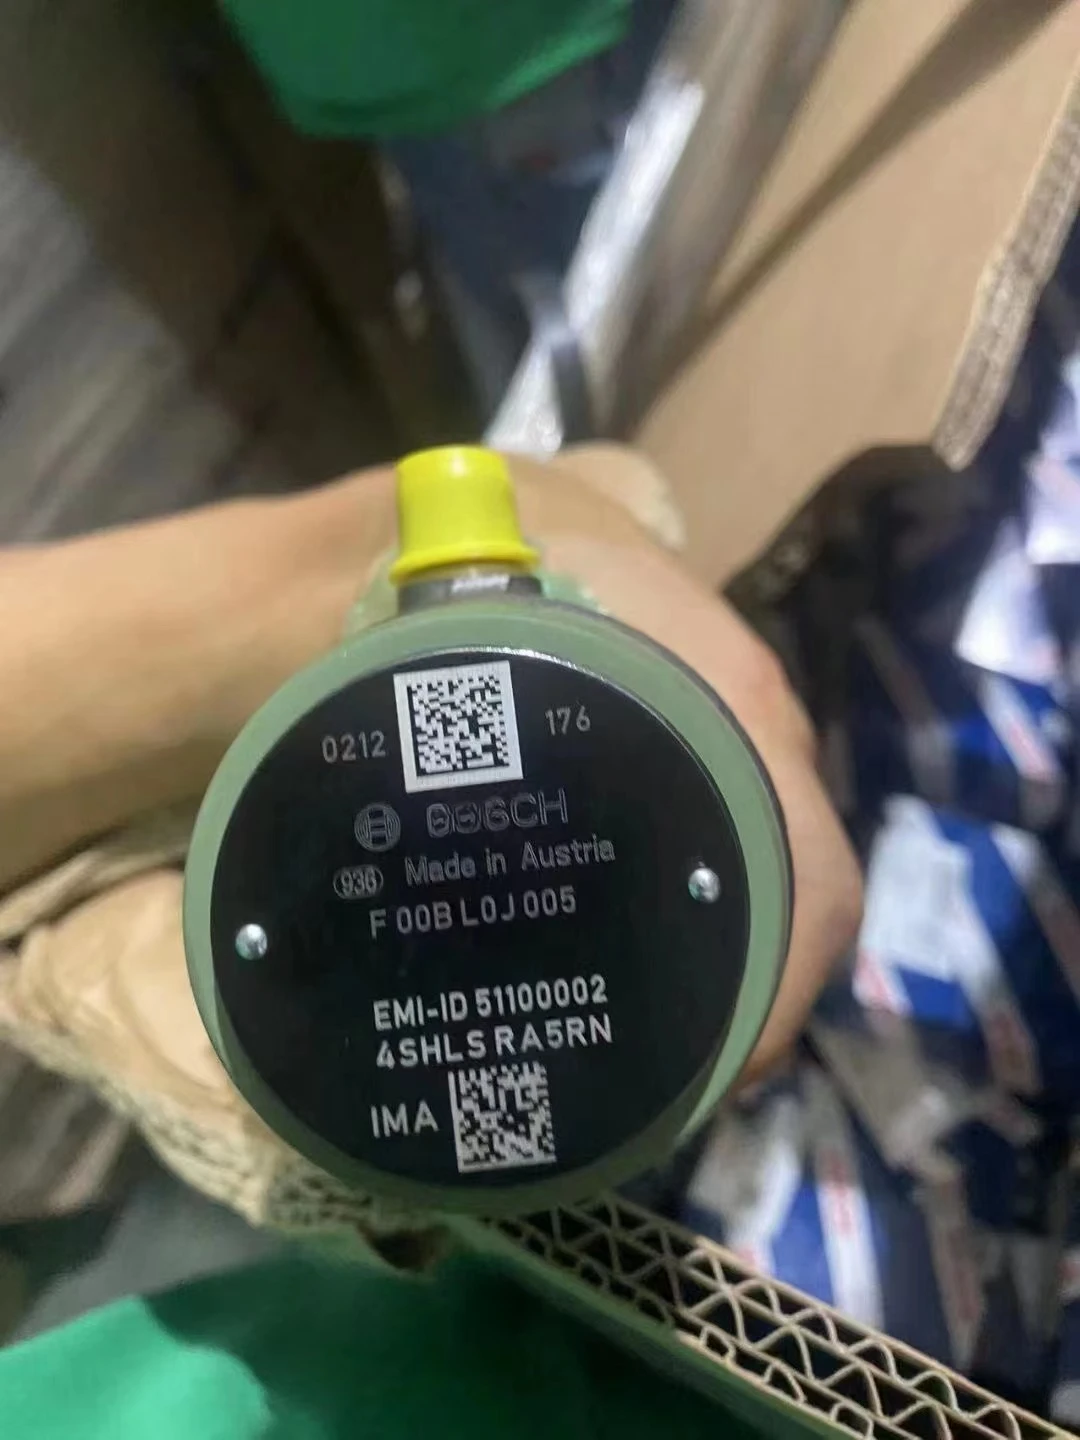 0212 176
BOSCH
Made in Austria
936
F 00B L0J 005
EMI-ID 51100002
4SHLS RA5RN
IMA